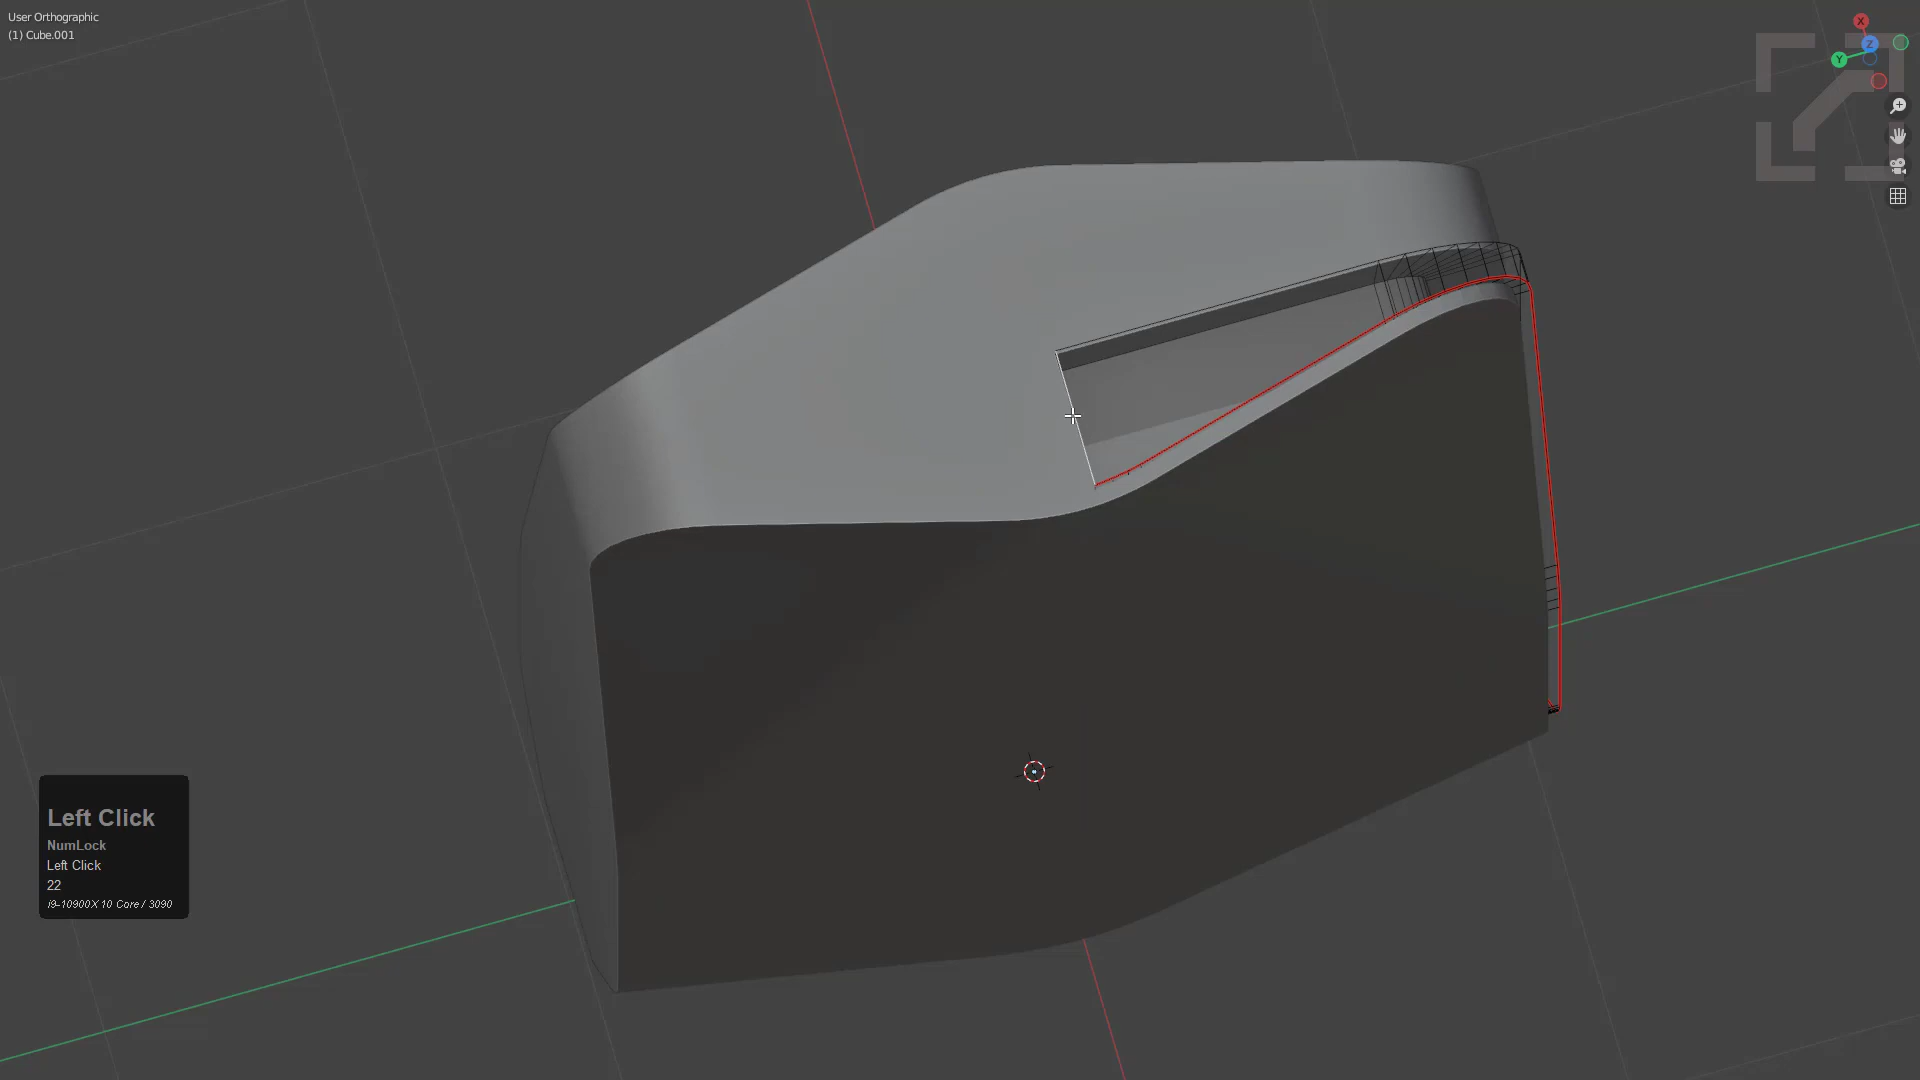 User Orthographic
(1) Cube.001
X
Z
Y
Left Click
NumLock
Left Click
22
i9-10900X 10 Core / 3090